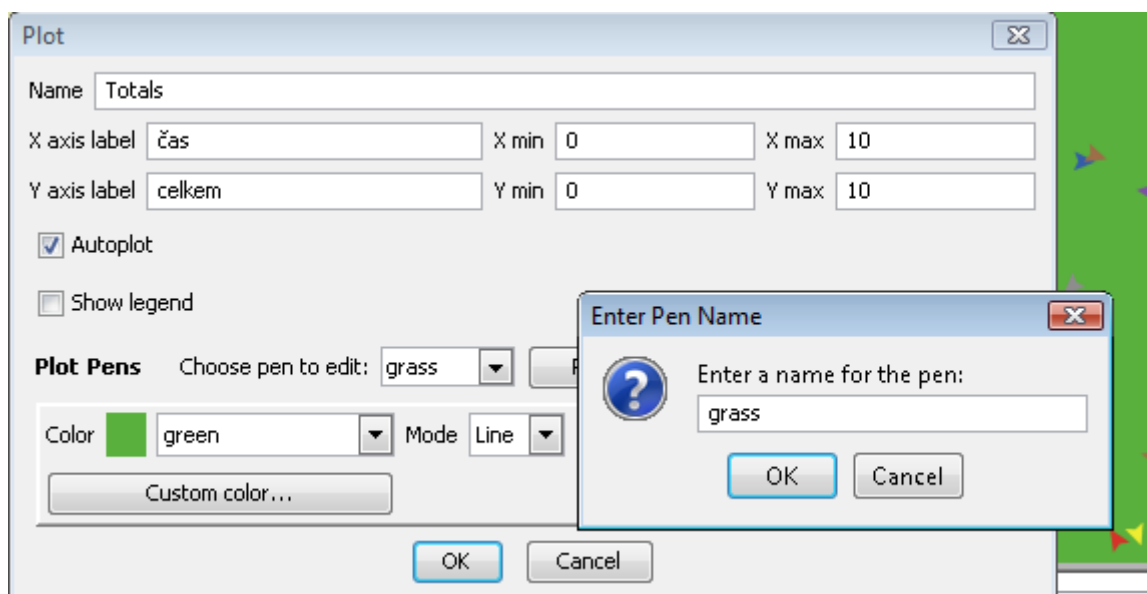 Plot
Name Totals
X axis label čas X min 0 X max 10
Y axis label celkem Y min 0 Y max 10
Autoplot
Show legend
Plot Pens Choose pen to edit: grass
Color green Mode Line
Custom color...
OK Cancel
Enter Pen Name
Enter a name for the pen:
grass
OK Cancel